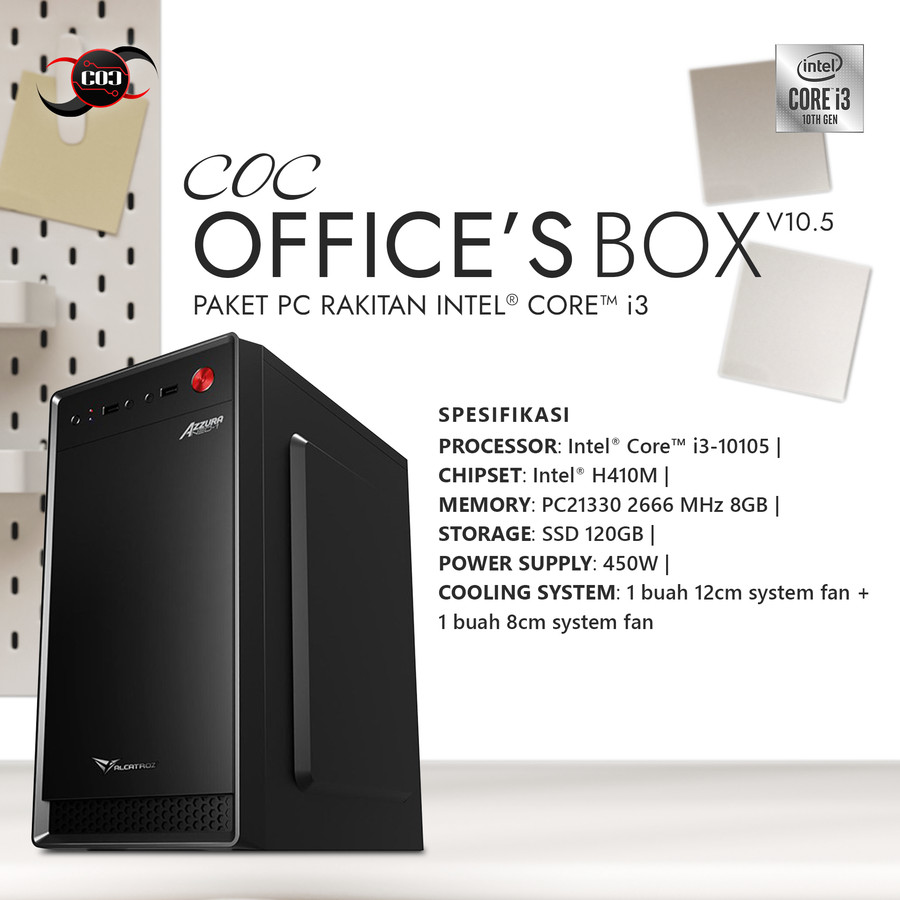 COC
intel
CORE i3
10TH GEN
COC
OFFICE'S BOX V10.5
PAKET PC RAKITAN INTEL® CORE™ i3
AZZURA
ALCATROZ
SPESIFIKASI
PROCESSOR: Intel® Core™ i3-10105 |
CHIPSET: Intel® H410M |
MEMORY: PC21330 2666 MHz 8GB |
STORAGE: SSD 120GB |
POWER SUPPLY: 450W |
COOLING SYSTEM: 1 buah 12cm system fan +
1 buah 8cm system fan